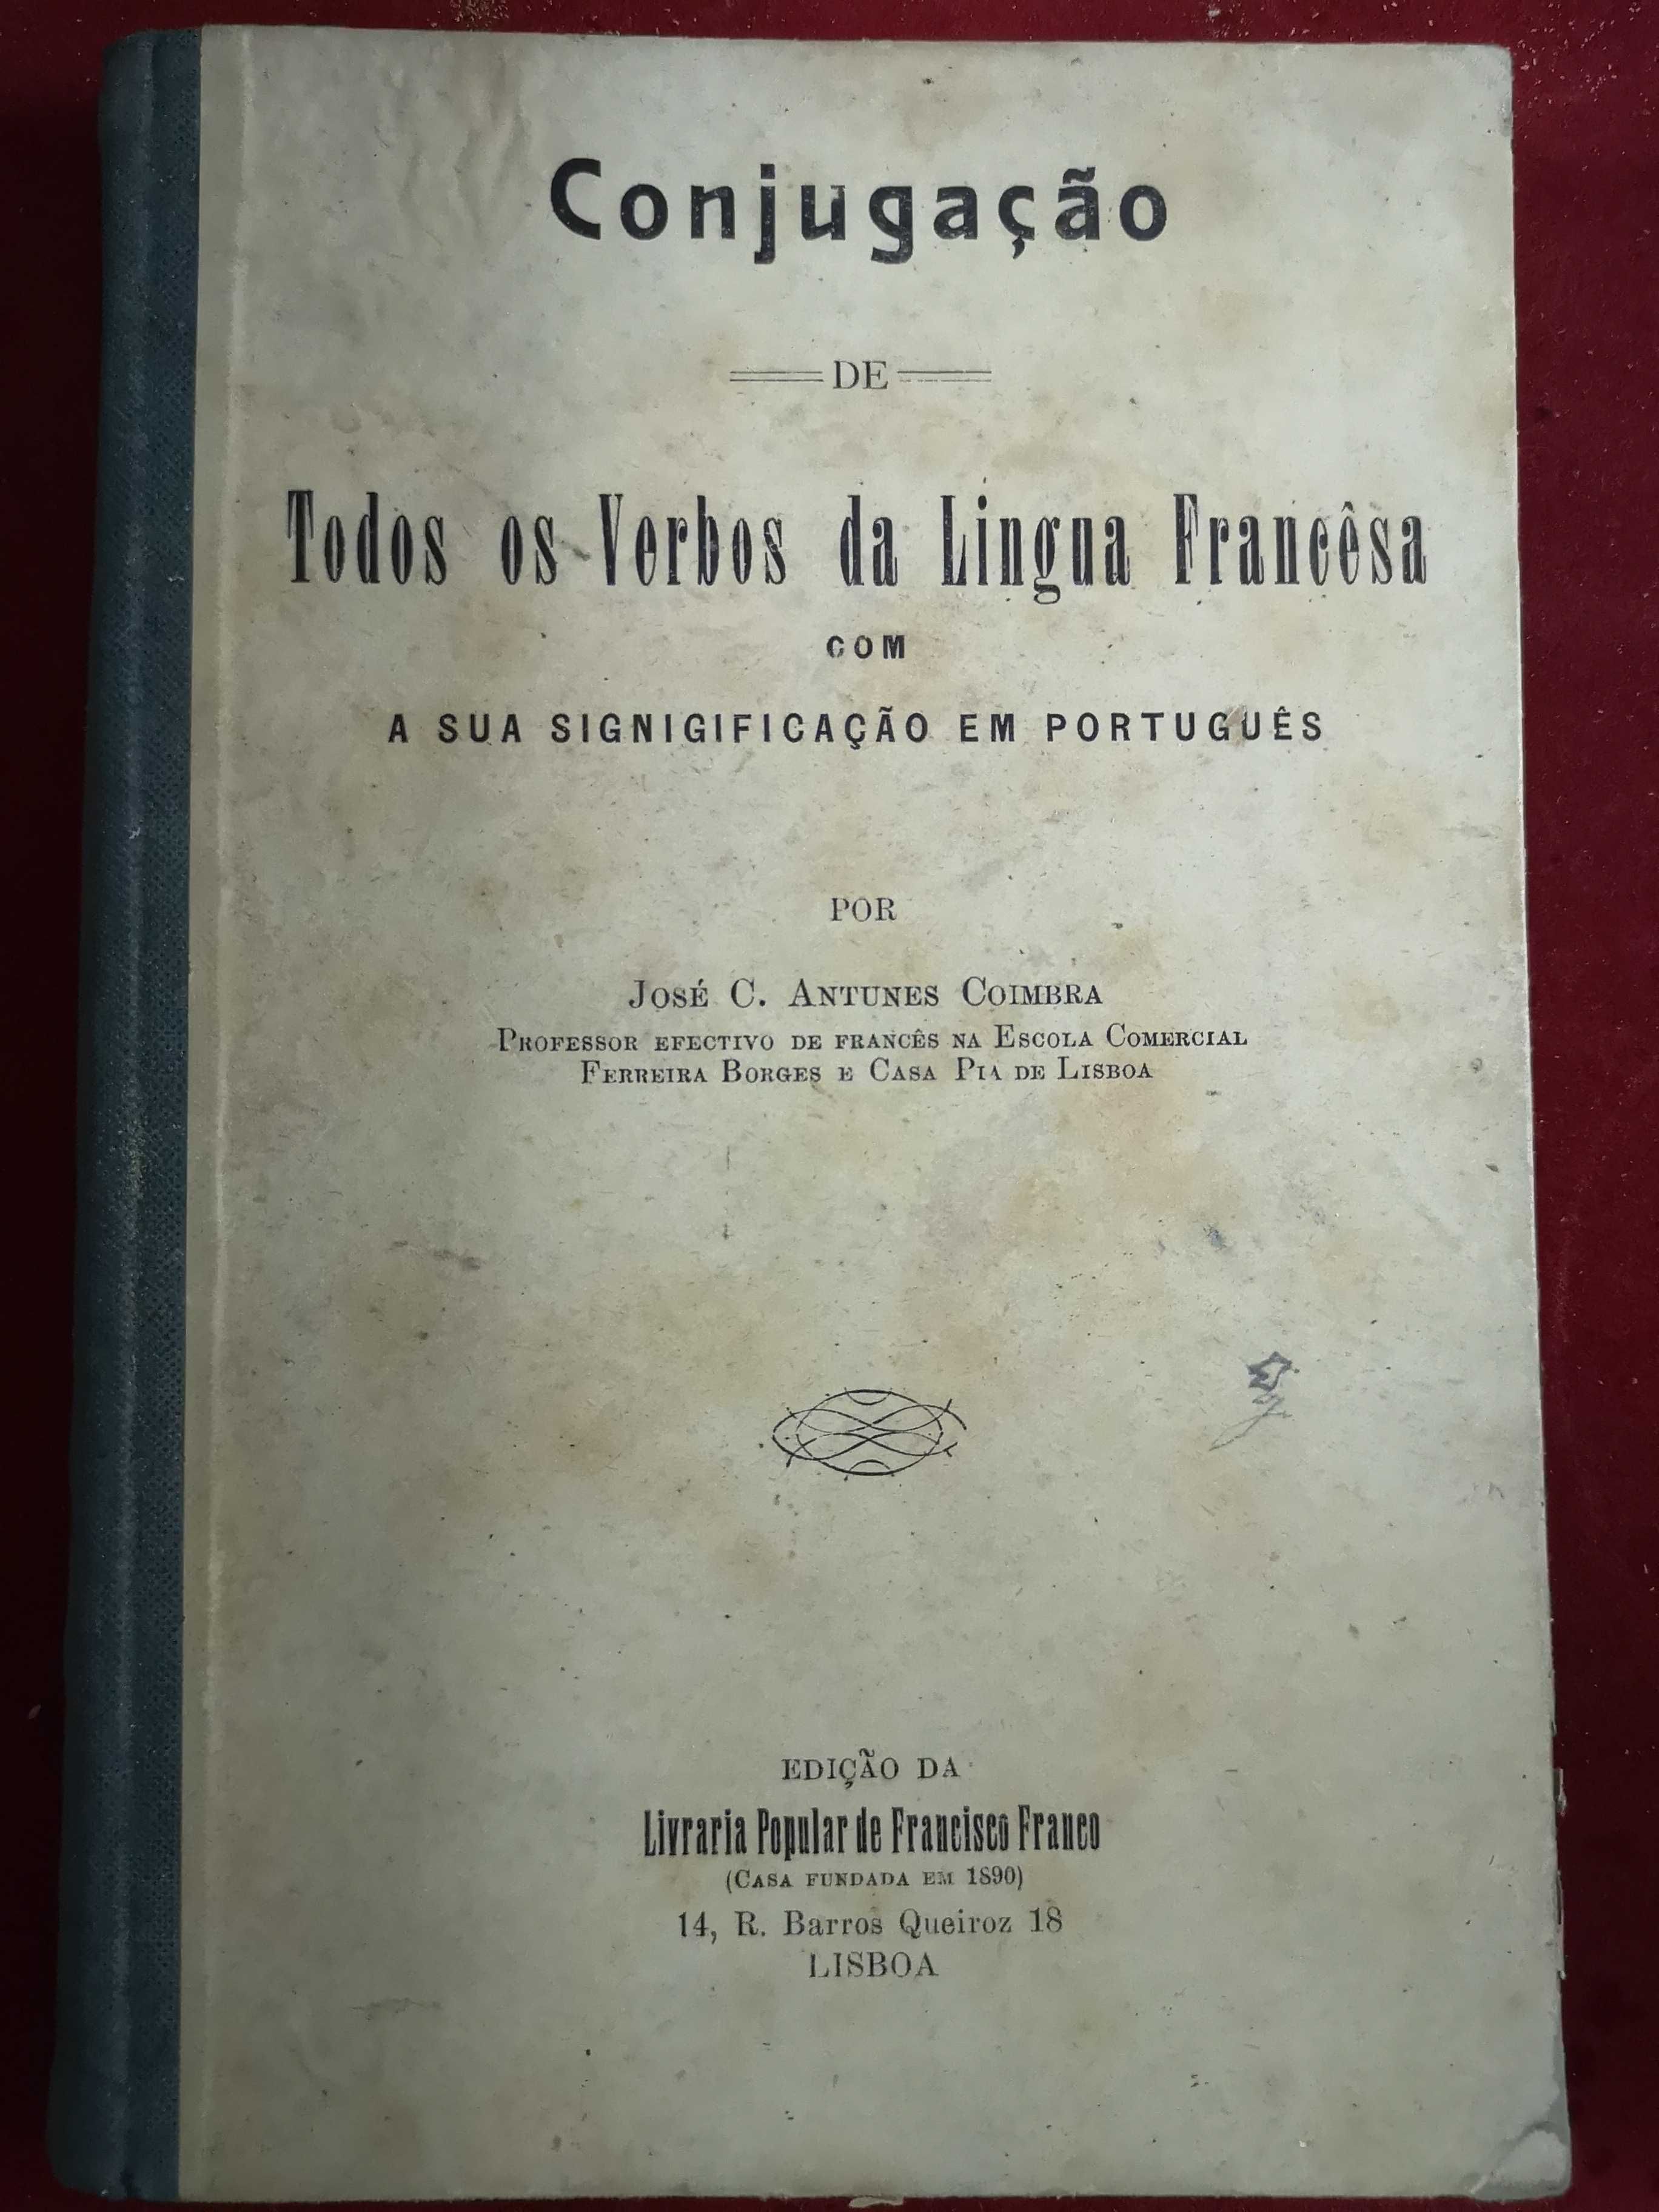 Conjugação
DE
Todos os Verbos da Lingua Francêsa
COM
A SUA SIGNIGIFICAÇÃO EM PORTUGUÊS
POR
José C. Antunes Coimbra
Professor efectivo de francês na Escola Comercial
Ferreira Borges e Casa Pia de Lisboa
EDIÇÃO DA
Livraria Popular de Francisco Franco
(Casa fundada em 1890)
14, R. Barros Queiroz 18
LISBOA